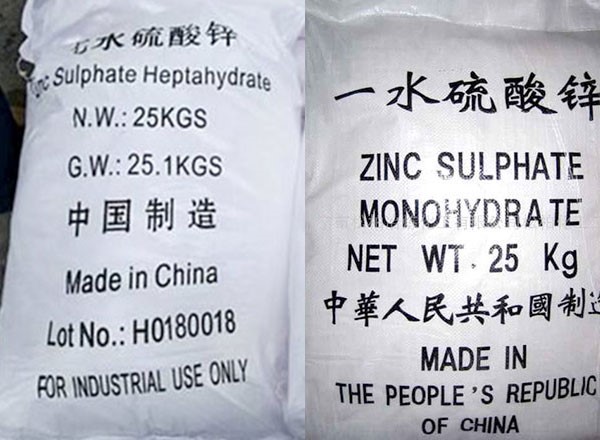 七水硫酸锌
Zinc Sulphate Heptahydrate
N.W.: 25KGS
G.W.: 25.1KGS
中国制造
Made in China
Lot No.: H0180018
FOR INDUSTRIAL USE ONLY
一水硫酸锌
ZINC SULPHATE
MONOHYDRATE
NET WT. 25 Kg
中華人民共和國制造
MADE IN
THE PEOPLE'S REPUBLIC
OF CHINA